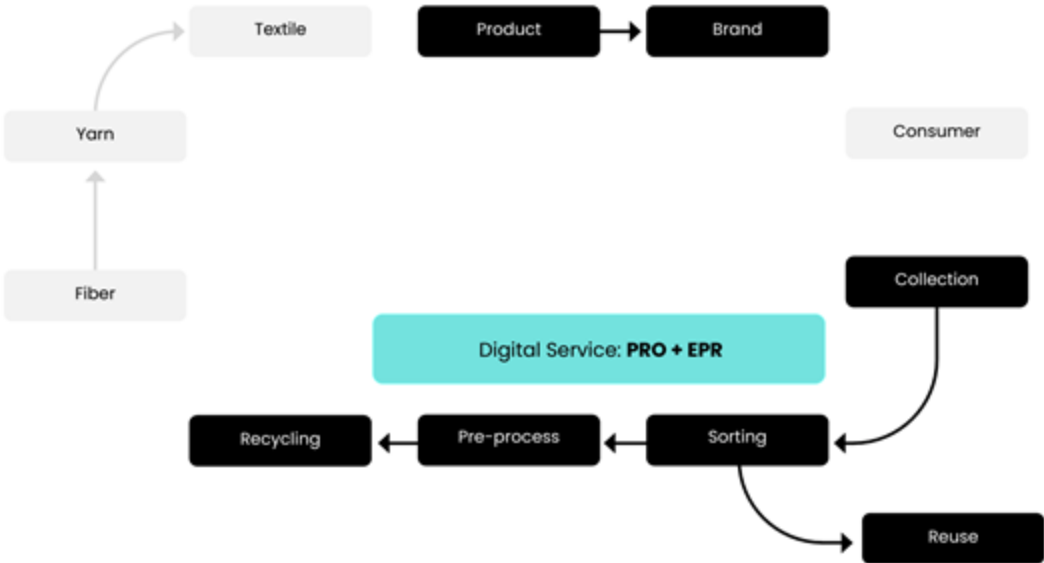 Textile
Product
Brand
Yarn
Consumer
Fiber
Collection
Digital Service: PRO + EPR
Recycling
Pre-process
Sorting
Reuse